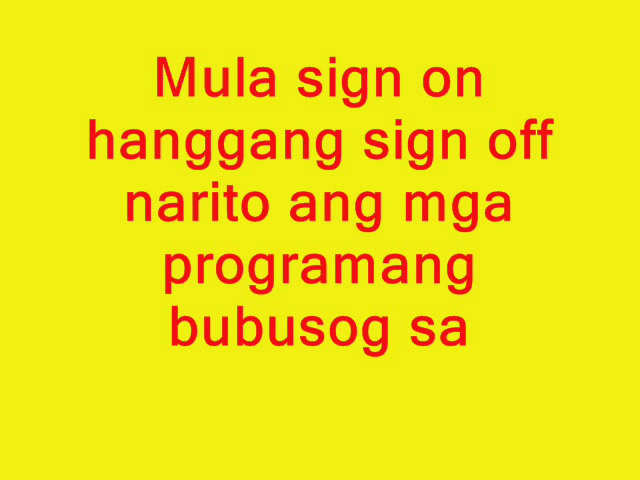 Mula sign on
hanggang sign off
narito ang mga
programang
bubusog sa